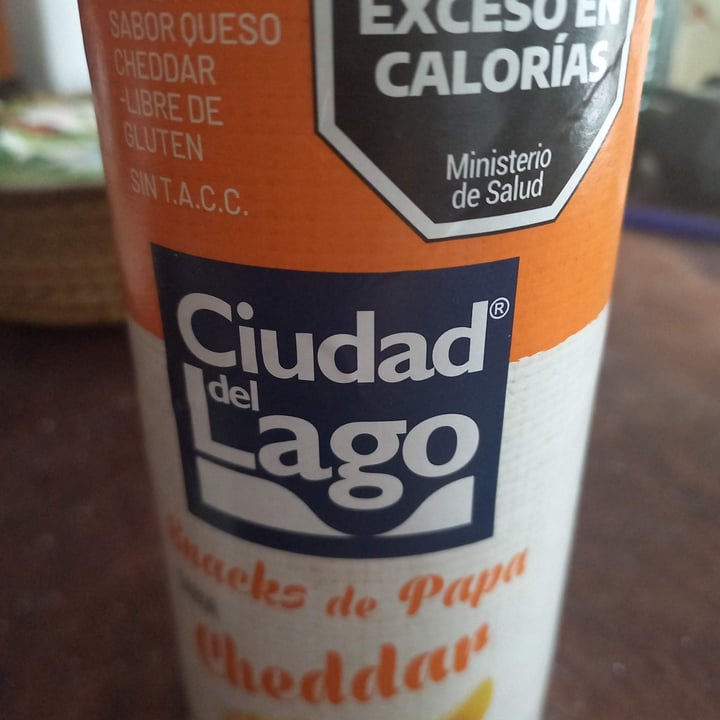 SABOR QUESO
CHEDDAR
-LIBRE DE
GLUTEN
SIN T.A.C.C.
EXCESO EN
CALORÍAS
Ministerio
de Salud
Ciudad®
del
Lago
Snacks de Papa
Cheddar